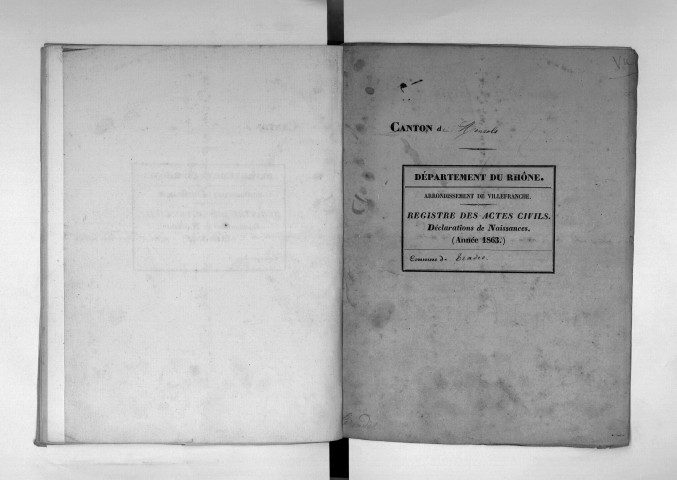 CANTON de
DÉPARTEMENT DU RHÔNE.
ARRONDISSEMENT DE VILLEFRANCHE.
REGISTRE DES ACTES CIVILS.
Déclarations de Naissances.
(Année 1863.)
Commune de